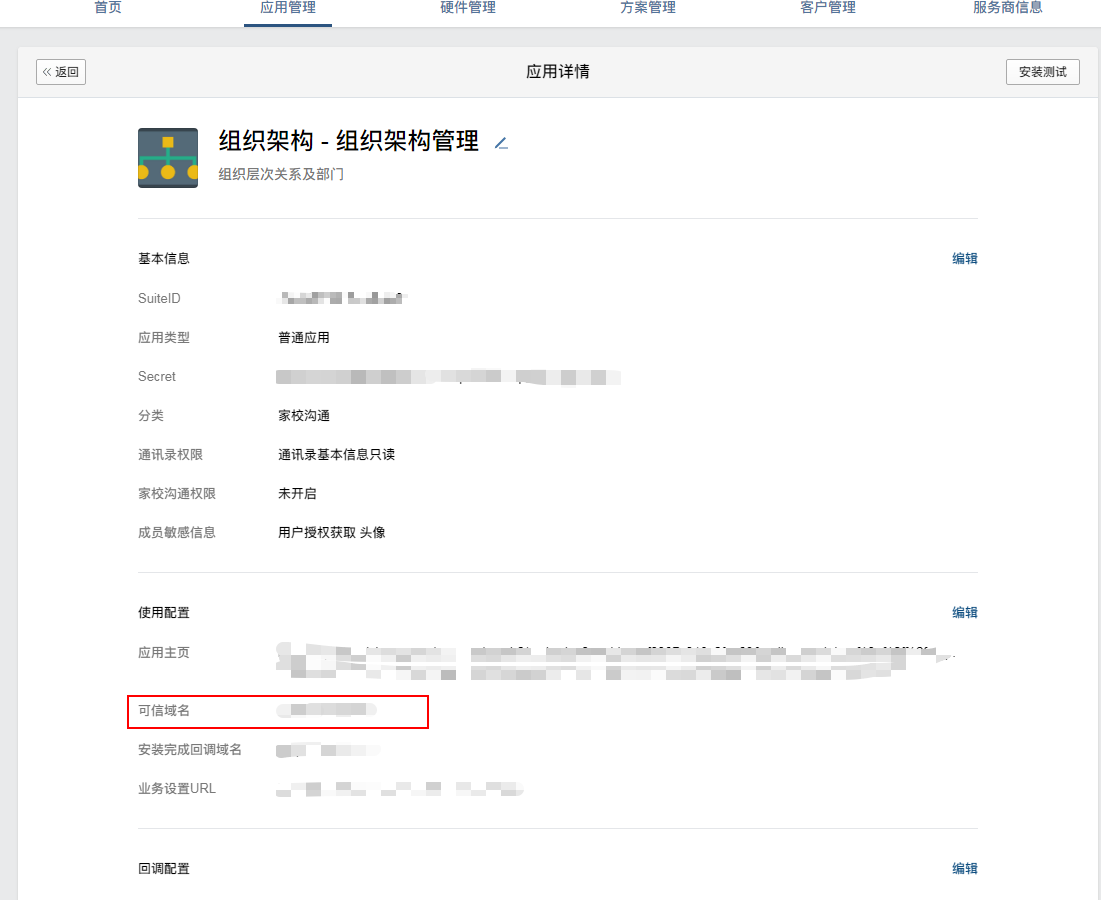 首页 应用管理 硬件管理 方案管理 客户管理 服务商信息
返回 应用详情 安装测试
组织架构 - 组织架构管理
组织层次关系及部门
基本信息 编辑
SuiteID
应用类型 普通应用
Secret
分类 家校沟通
通讯录权限 通讯录基本信息只读
家校沟通权限 未开启
成员敏感信息 用户授权获取 头像
使用配置 编辑
应用主页
可信域名
安装完成回调域名
业务设置URL
回调配置 编辑